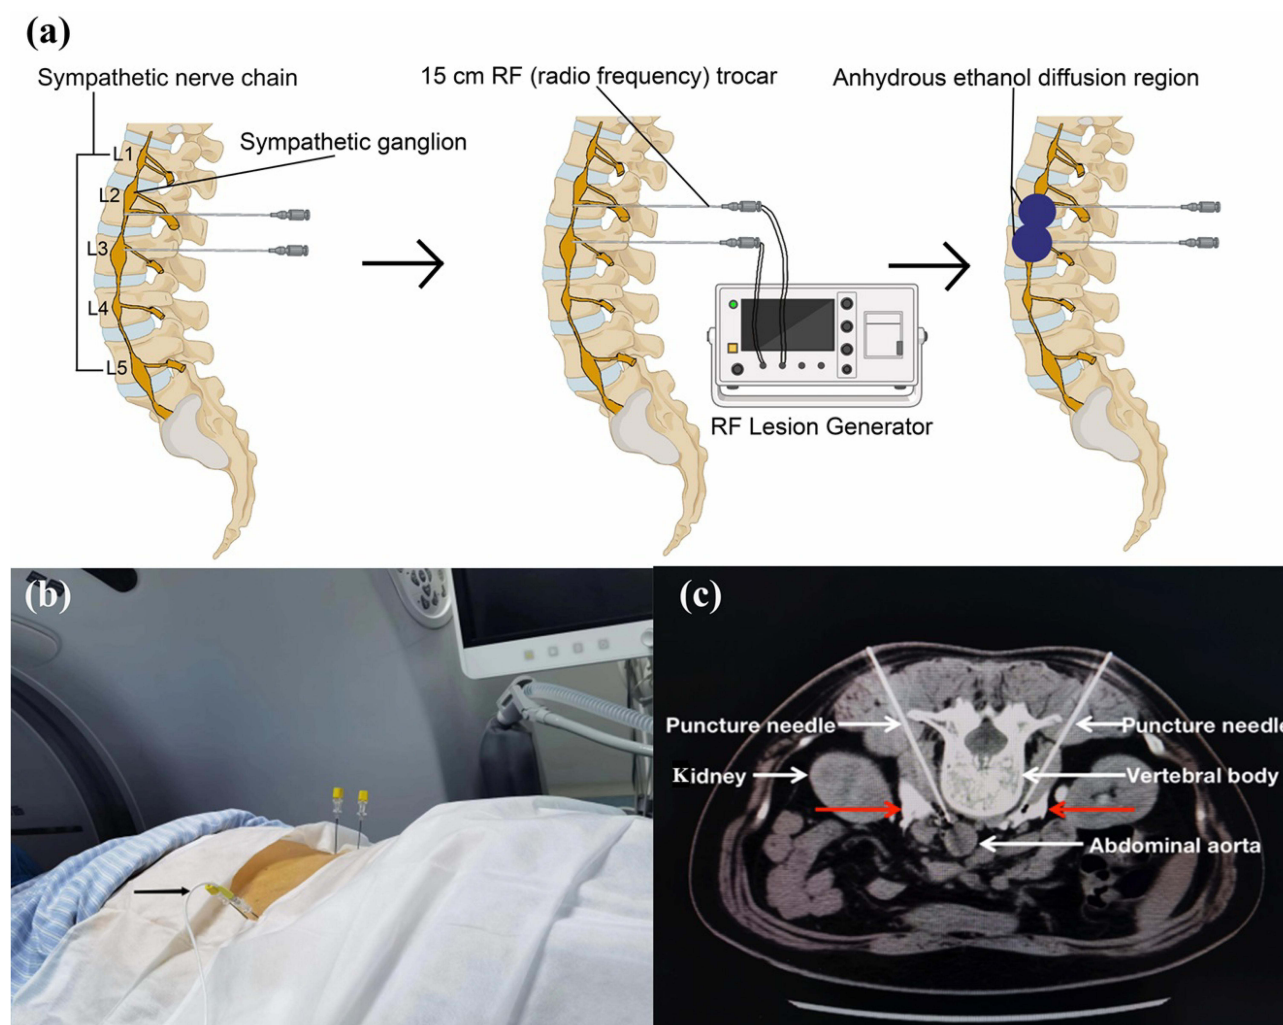 (a)
Sympathetic nerve chain
15 cm RF (radio frequency) trocar
Anhydrous ethanol diffusion region
Sympathetic ganglion
L1
L2
L3
L4
L5
RF Lesion Generator
(b)
(c)
Puncture needle
Puncture needle
Kidney
Vertebral body
Abdominal aorta